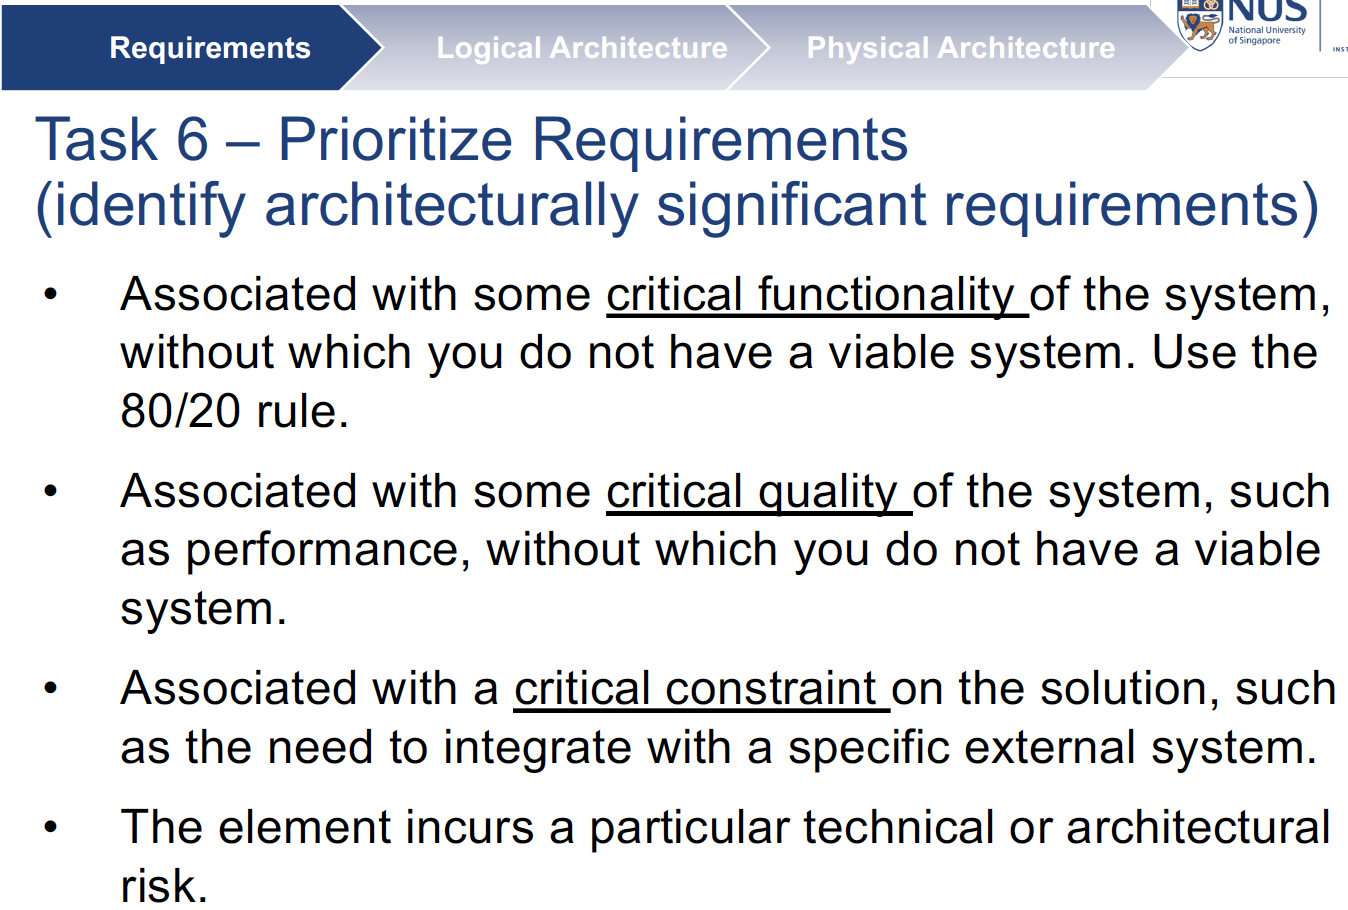 Requirements
Logical Architecture
Physical Architecture
NUS
National University
of Singapore
Task 6 – Prioritize Requirements
(identify architecturally significant requirements)
• Associated with some critical functionality of the system,
without which you do not have a viable system. Use the
80/20 rule.
• Associated with some critical quality of the system, such
as performance, without which you do not have a viable
system.
• Associated with a critical constraint on the solution, such
as the need to integrate with a specific external system.
• The element incurs a particular technical or architectural
risk.